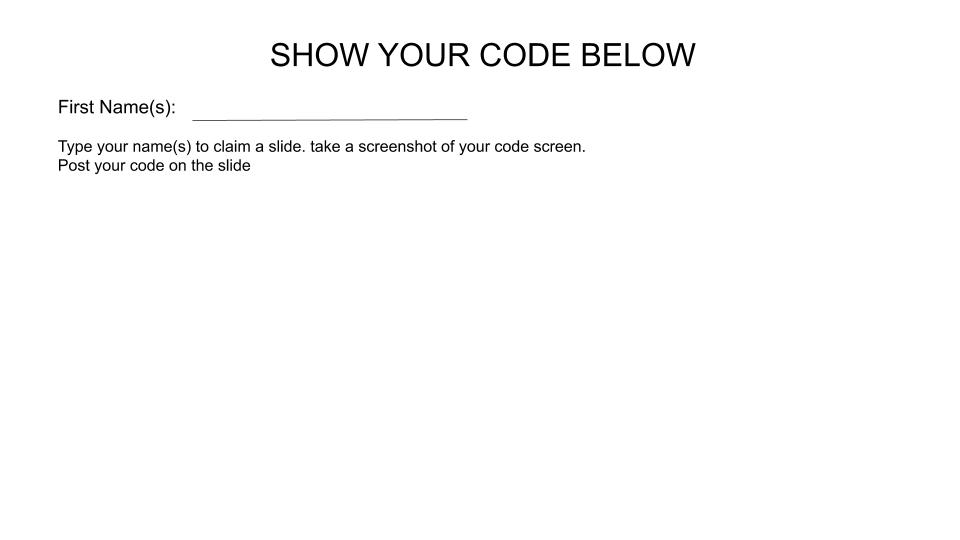 SHOW YOUR CODE BELOW
First Name(s):
Type your name(s) to claim a slide. take a screenshot of your code screen.
Post your code on the slide